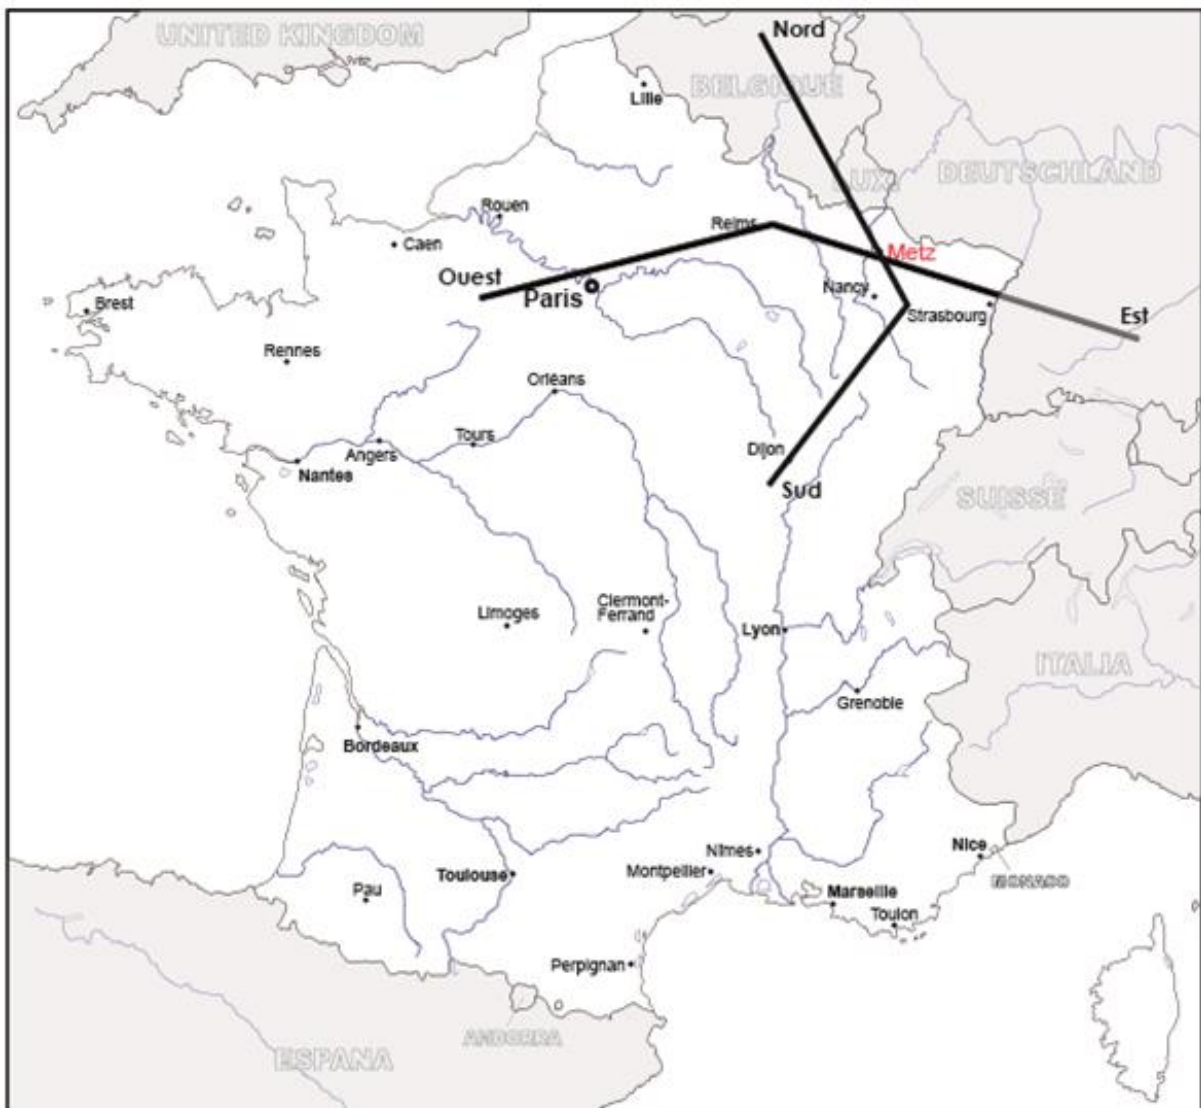 UNITED KINGDOM
Nord
BELGIQUE
Lille
DEUTSCHLAND
LUX.
Rouen
Reims
Caen
Metz
Ouest
Paris
Nancy
Brest
Strasbourg
Est
Rennes
Orléans
Tours
Dijon
Angers
Nantes
Sud
SUISSE
Limoges
Clermont-
Ferrand
Lyon
ITALIA
Grenoble
Bordeaux
Nîmes
Nice
Montpellier
MONACO
Toulouse
Pau
Marseille
Toulon
Perpignan
ANDORRA
ESPANA